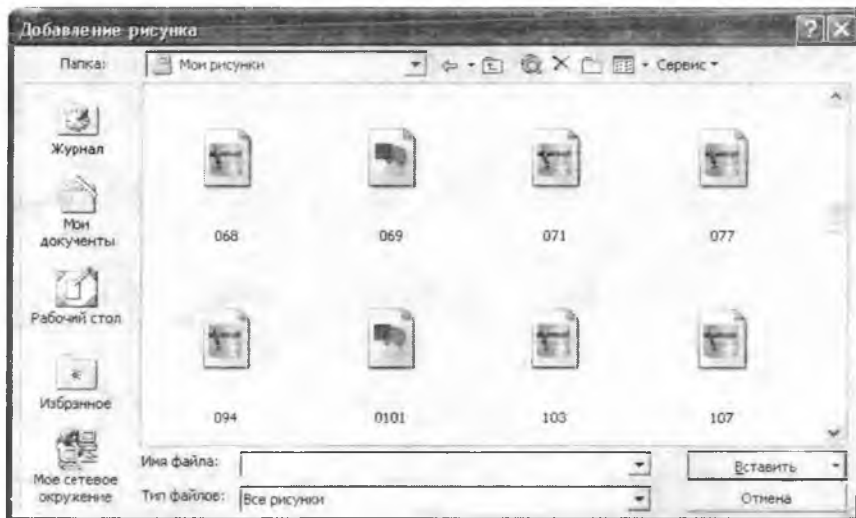 Добавление рисунка
Папка: Мои рисунки Сервис
Журнал
Мои документы
Рабочий стол
Избранное
Мое сетевое окружение
068 069 071 077
094 0101 103 107
Имя файла: Вставить
Тип файлов: Все рисунки Отмена